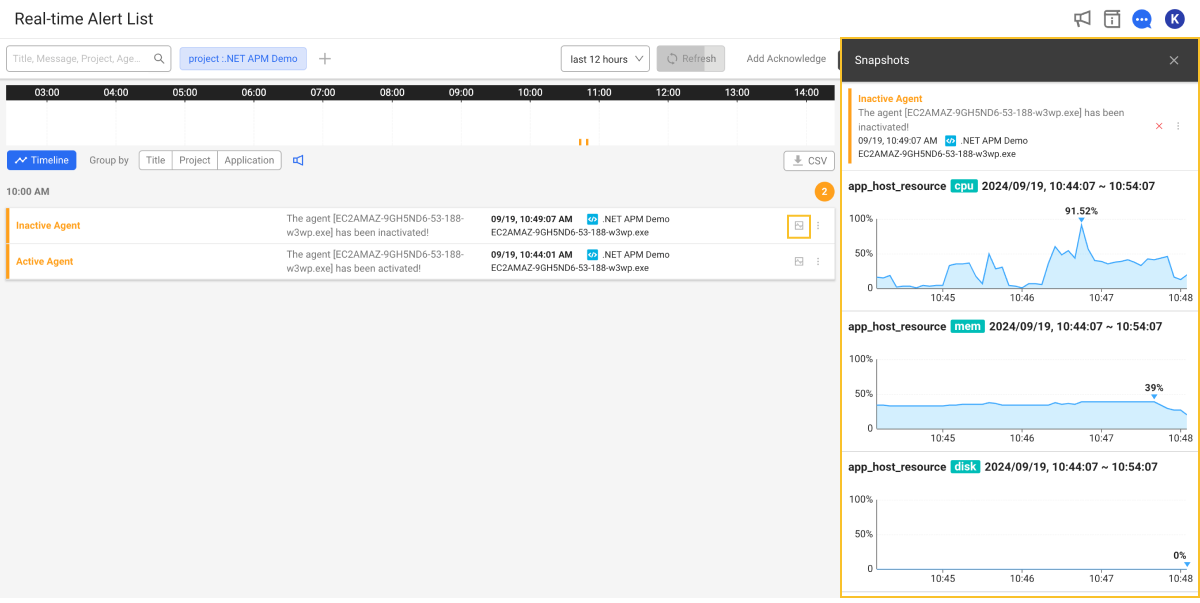 Real-time Alert List
K
Title, Message, Project, Age...
project :.NET APM Demo
last 12 hours
Refresh
Add Acknowledge
03:00 04:00 05:00 06:00 07:00 08:00 09:00 10:00 11:00 12:00 13:00 14:00
Timeline
Group by
Title Project Application
CSV
10:00 AM
2
Inactive Agent
The agent [EC2AMAZ-9GH5ND6-53-188-
w3wp.exe] has been inactivated!
09/19, 10:49:07 AM .NET APM Demo
EC2AMAZ-9GH5ND6-53-188-w3wp.exe
Active Agent
The agent [EC2AMAZ-9GH5ND6-53-188-
w3wp.exe] has been activated!
09/19, 10:44:01 AM .NET APM Demo
EC2AMAZ-9GH5ND6-53-188-w3wp.exe
Snapshots
Inactive Agent
The agent [EC2AMAZ-9GH5ND6-53-188-w3wp.exe] has been
inactivated!
09/19, 10:49:07 AM .NET APM Demo
EC2AMAZ-9GH5ND6-53-188-w3wp.exe
app_host_resource cpu 2024/09/19, 10:44:07 ~ 10:54:07
91.52%
100%
50%
0
10:45 10:46 10:47 10:48
app_host_resource mem 2024/09/19, 10:44:07 ~ 10:54:07
100%
39%
50%
0
10:45 10:46 10:47 10:48
app_host_resource disk 2024/09/19, 10:44:07 ~ 10:54:07
100%
50%
0%
0
10:45 10:46 10:47 10:48